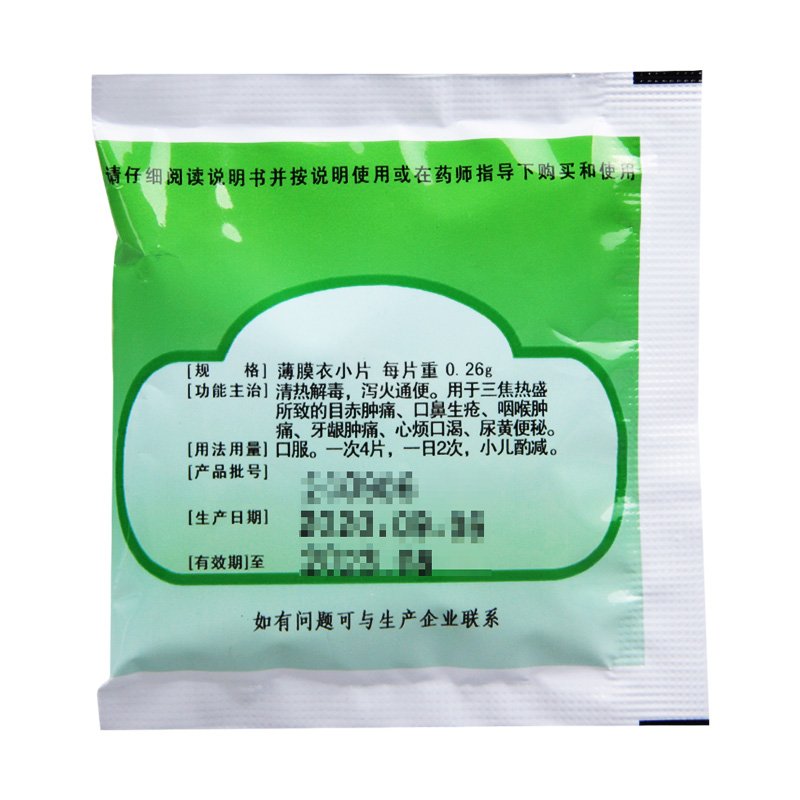 请仔细阅读说明书并按说明使用或在药师指导下购买和使用
[规　格] 薄膜衣小片 每片重 0.26g
[功能主治] 清热解毒，泻火通便。用于三焦热盛
所致的目赤肿痛、口鼻生疮、咽喉肿
痛、牙龈肿痛、心烦口渴、尿黄便秘。
[用法用量] 口服。一次4片，一日2次，小儿酌减。
[产品批号]
[生产日期]
[有效期]至
如有问题可与生产企业联系